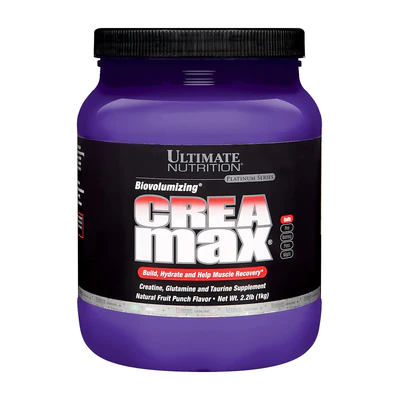 ULTIMATE
NUTRITION®
PLATINUM SERIES
Biovolumizing®
CREA
max®
Build, Hydrate and Help Muscle Recovery*
Creatine, Glutamine and Taurine Supplement
Natural Fruit Punch Flavor • Net Wt. 2.2lb (1kg)